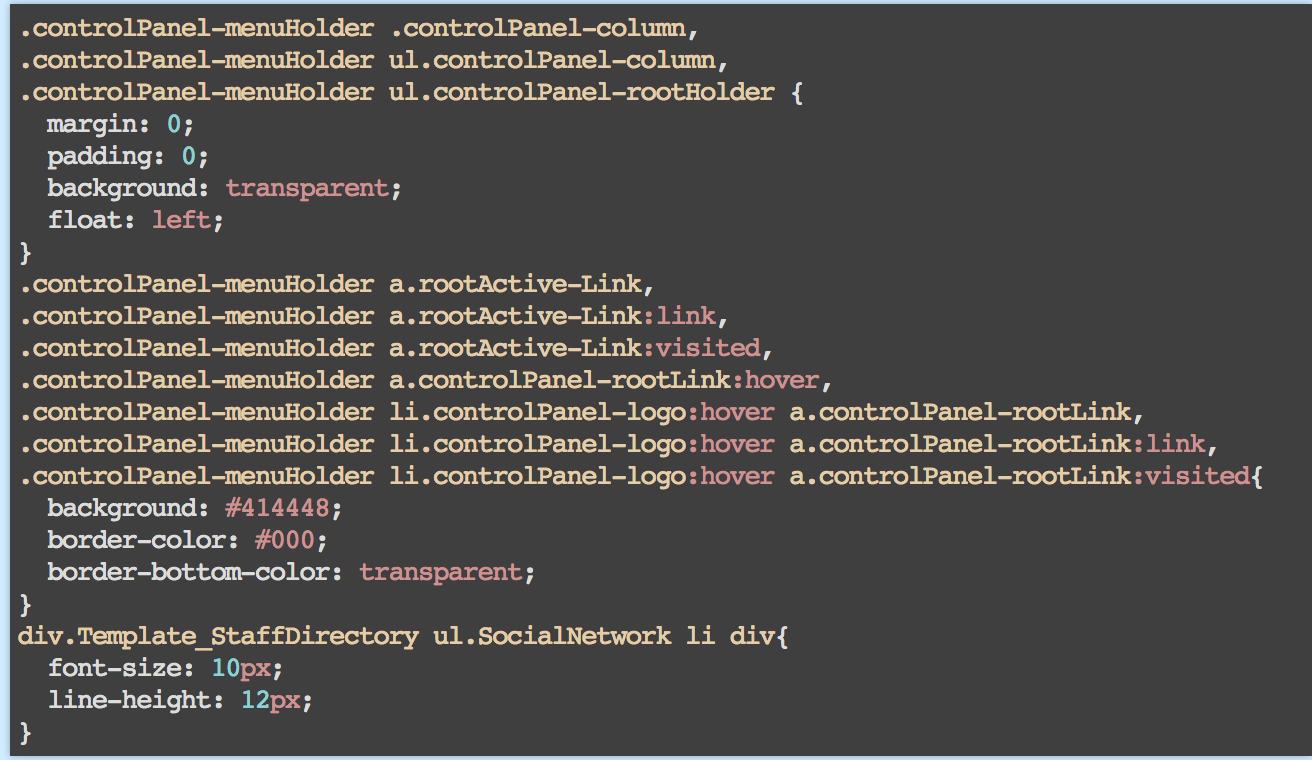 .controlPanel-menuHolder .controlPanel-column,
.controlPanel-menuHolder ul.controlPanel-column,
.controlPanel-menuHolder ul.controlPanel-rootHolder {
  margin: 0;
  padding: 0;
  background: transparent;
  float: left;
}
.controlPanel-menuHolder a.rootActive-Link,
.controlPanel-menuHolder a.rootActive-Link:link,
.controlPanel-menuHolder a.rootActive-Link:visited,
.controlPanel-menuHolder a.controlPanel-rootLink:hover,
.controlPanel-menuHolder li.controlPanel-logo:hover a.controlPanel-rootLink,
.controlPanel-menuHolder li.controlPanel-logo:hover a.controlPanel-rootLink:link,
.controlPanel-menuHolder li.controlPanel-logo:hover a.controlPanel-rootLink:visited{
  background: #414448;
  border-color: #000;
  border-bottom-color: transparent;
}
div.Template_StaffDirectory ul.SocialNetwork li div{
  font-size: 10px;
  line-height: 12px;
}